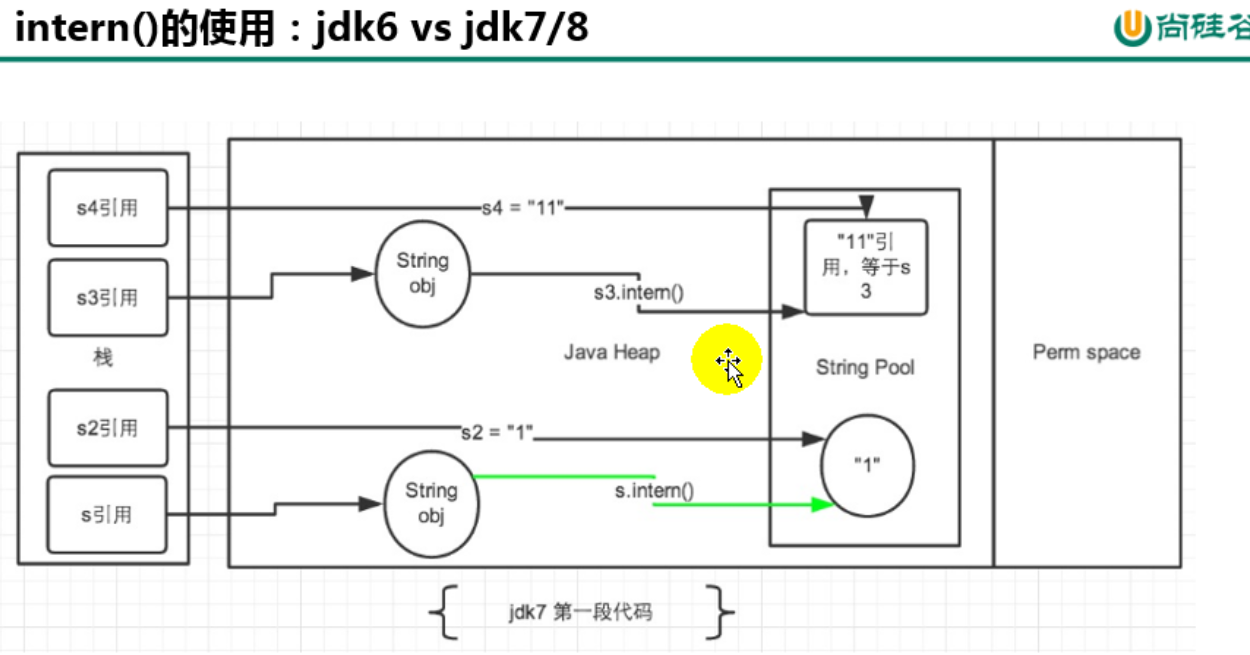 intern()的使用：jdk6 vs jdk7/8
尚硅谷
s4引用
s4 = "11"
"11"引
用，等于s
3
String
obj
s3引用
s3.intern()
栈
Java Heap
String Pool
Perm space
s2引用
s2 = "1"
"1"
String
obj
s.intern()
s引用
jdk7 第一段代码